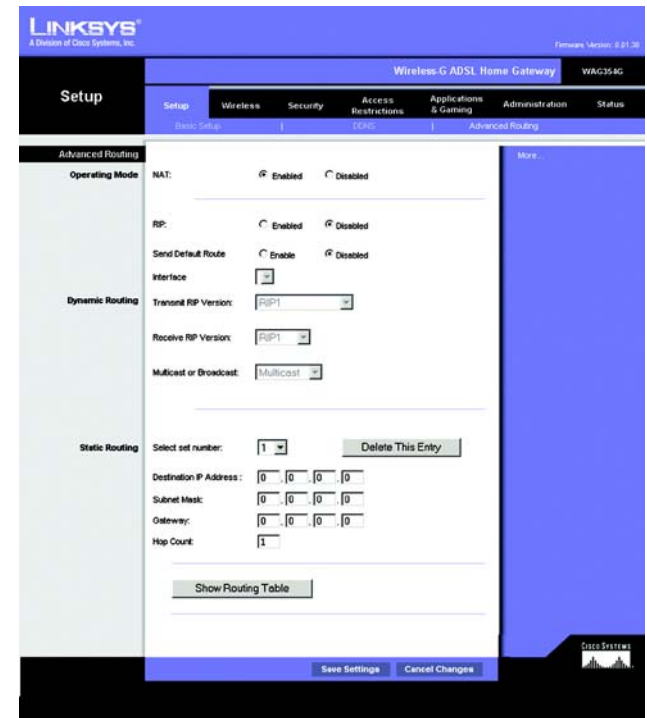 LINKSYS®
A Division of Cisco Systems, Inc.
Firmware Version: 0.01.38
Wireless-G ADSL Home Gateway WAG354G
Setup
Setup Wireless Security Access Restrictions Applications & Gaming Administration Status
Basic Setup | DDNS | Advanced Routing
Advanced Routing
More...
Operating Mode NAT: Enabled Disabled
RIP: Enabled Disabled
Send Default Route Enable Disabled
Interface
Dynamic Routing Transmit RIP Version: RIP1
Receive RIP Version: RIP1
Multicast or Broadcast: Multicast
Static Routing Select set number: 1 Delete This Entry
Destination IP Address : 0 . 0 . 0 . 0
Subnet Mask: 0 . 0 . 0 . 0
Gateway: 0 . 0 . 0 . 0
Hop Count: 1
Show Routing Table
Save Settings Cancel Changes
CISCO SYSTEMS